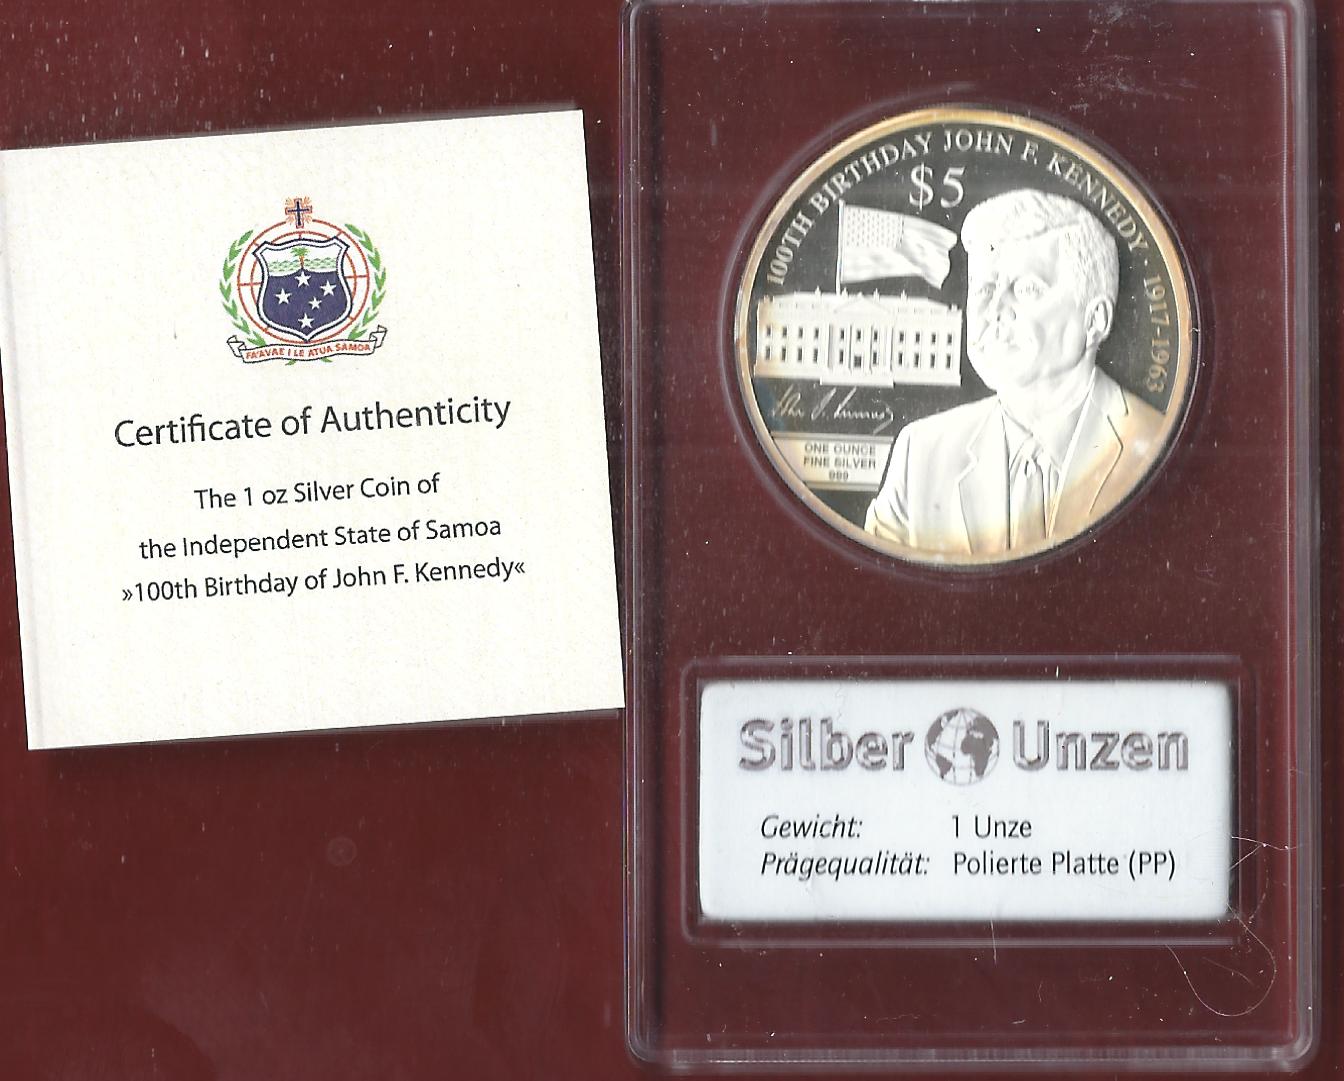 FA'AVAE I LE ATUA SAMOA
Certificate of Authenticity
The 1 oz Silver Coin of
the Independent State of Samoa
»100th Birthday of John F. Kennedy«
100TH BIRTHDAY JOHN F. KENNEDY · 1917-1963
$5
ONE OUNCE
FINE SILVER
999
Silber Unzen
Gewicht: 1 Unze
Prägequalität: Polierte Platte (PP)